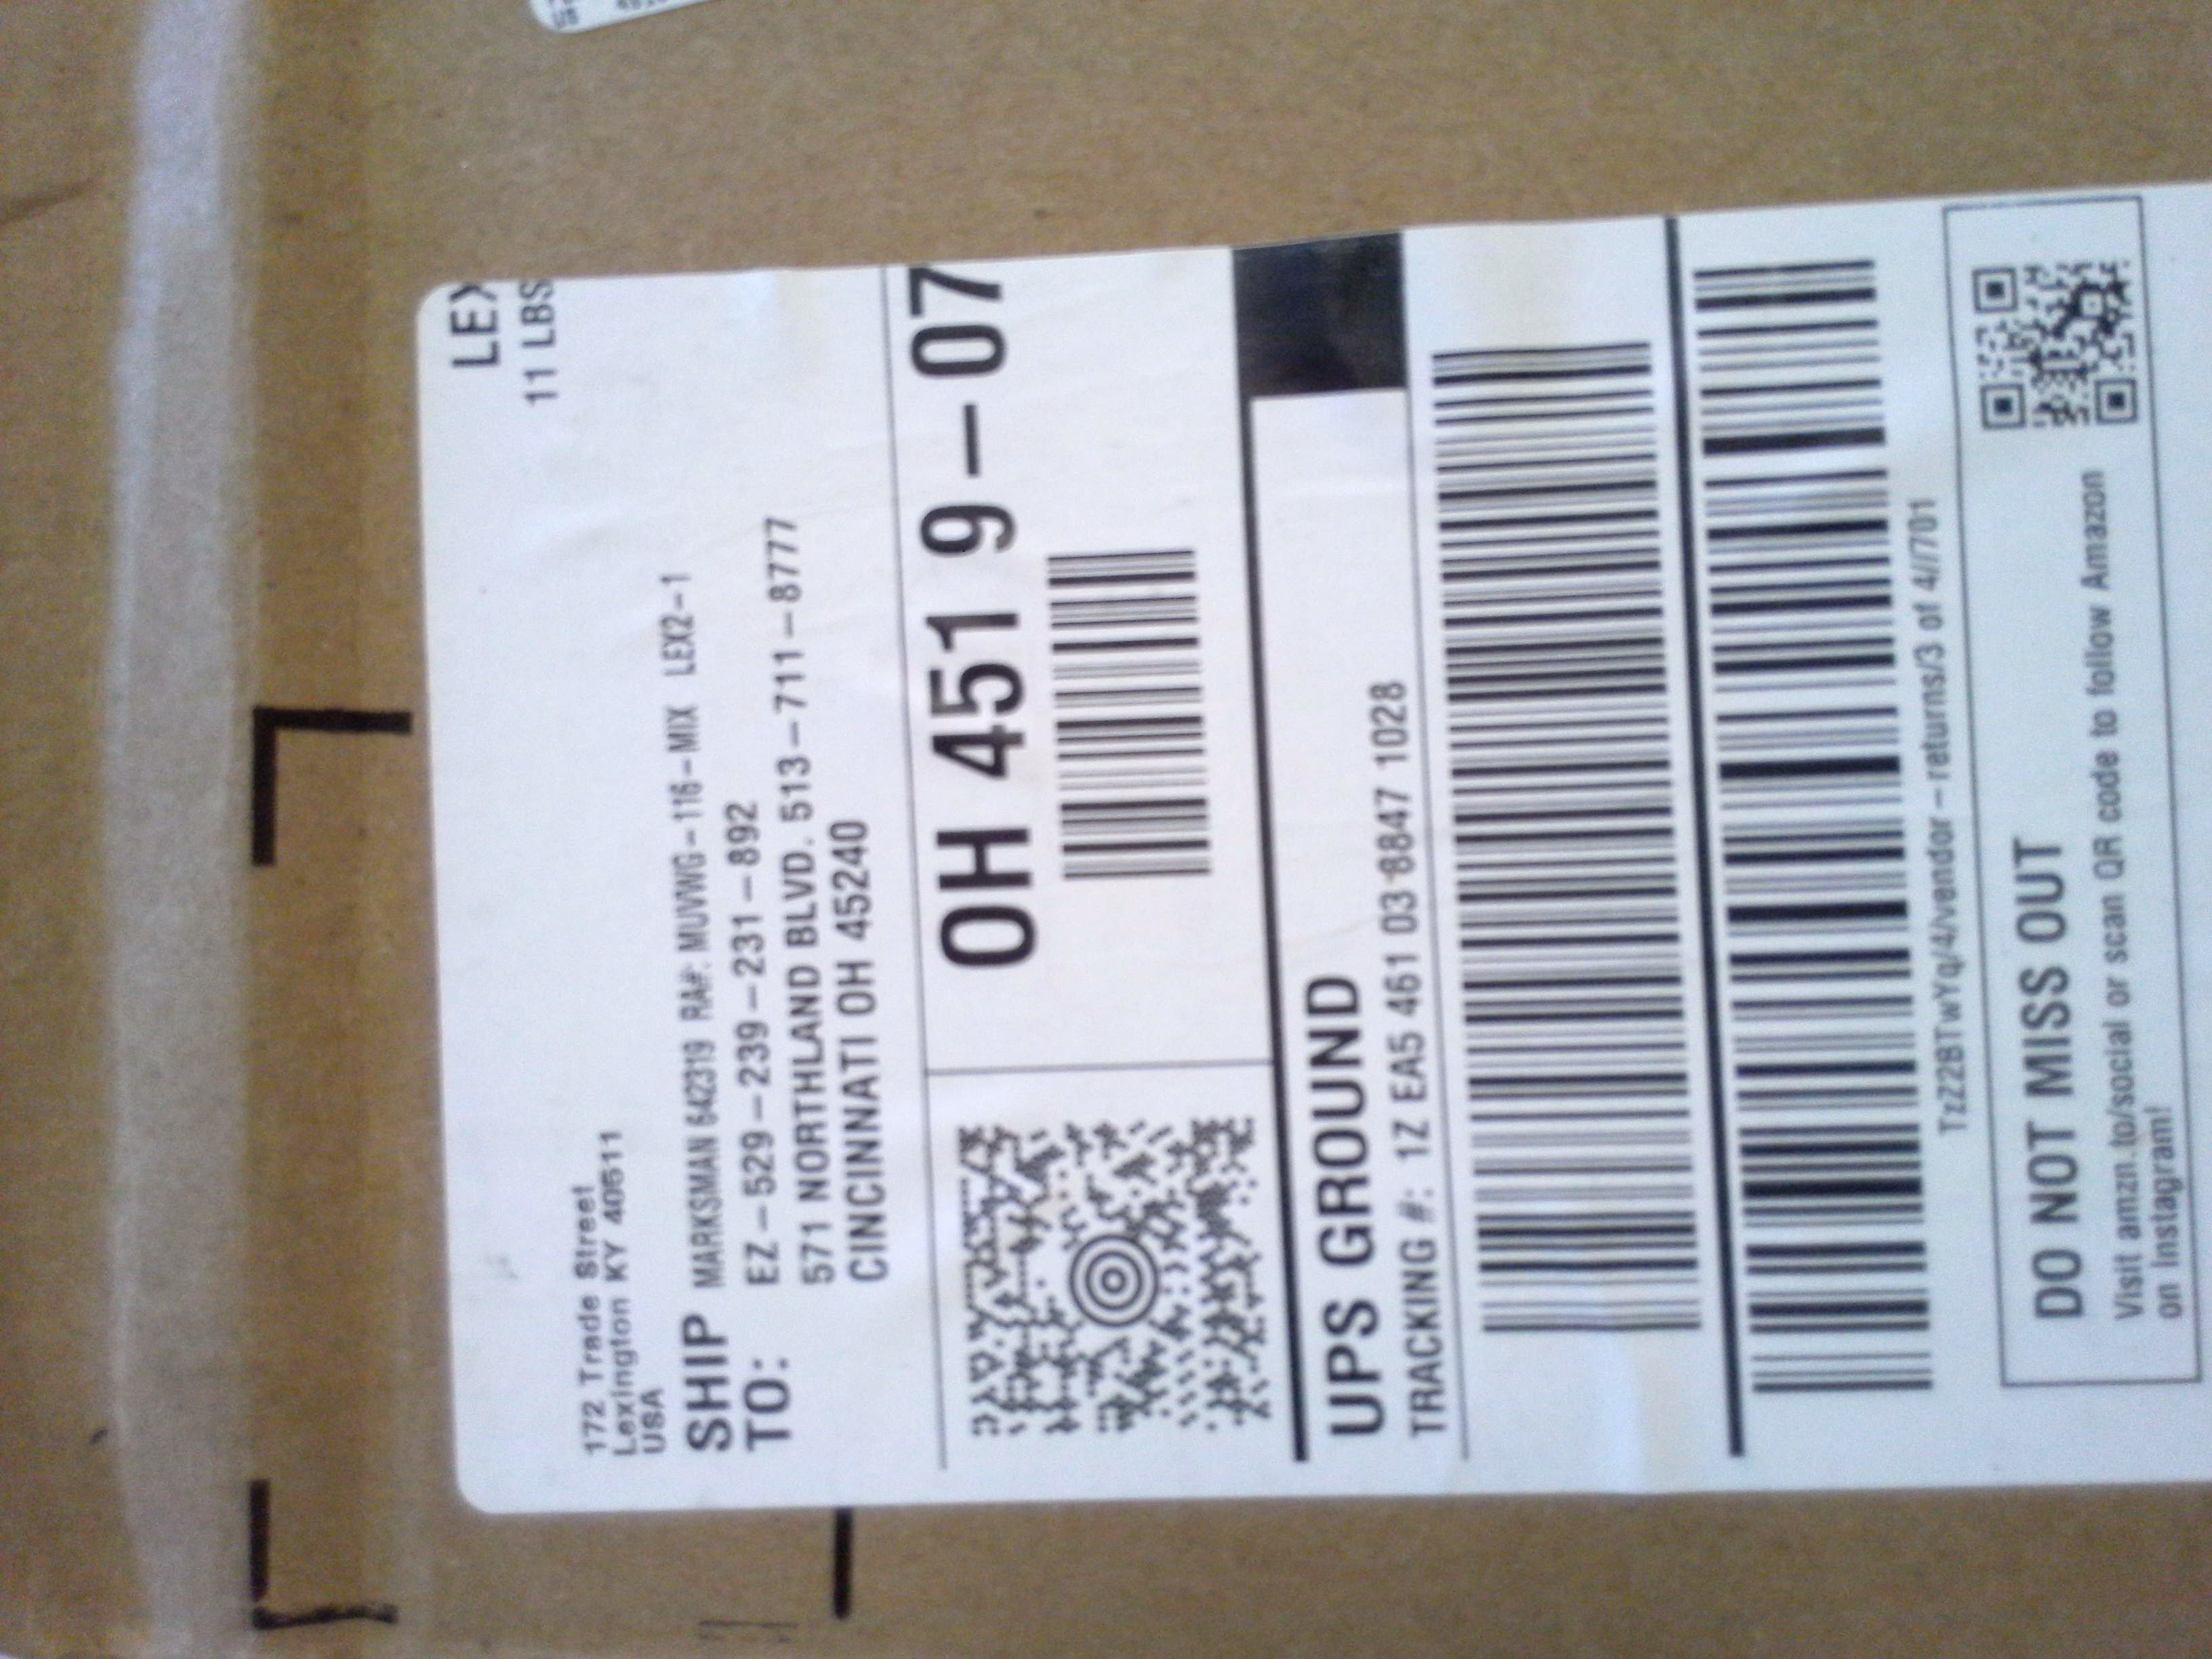 LEX
11 LBS
172 Trade Street
Lexington KY 40511
USA
SHIP TO:
MARKSMAN 642319 RA#: MUVWG-116-MIX LEX2-1
EZ-529-239-231-892
571 NORTHLAND BLVD. 513-711-8777
CINCINNATI OH 45240
OH 451 9-07
UPS GROUND
TRACKING #: 1Z EA5 461 03 8847 1028
TzZ2BTwYq/4/vendor-returns/3 of 4//701
DO NOT MISS OUT
Visit amzn.to/social or scan QR code to follow Amazon
on Instagram!